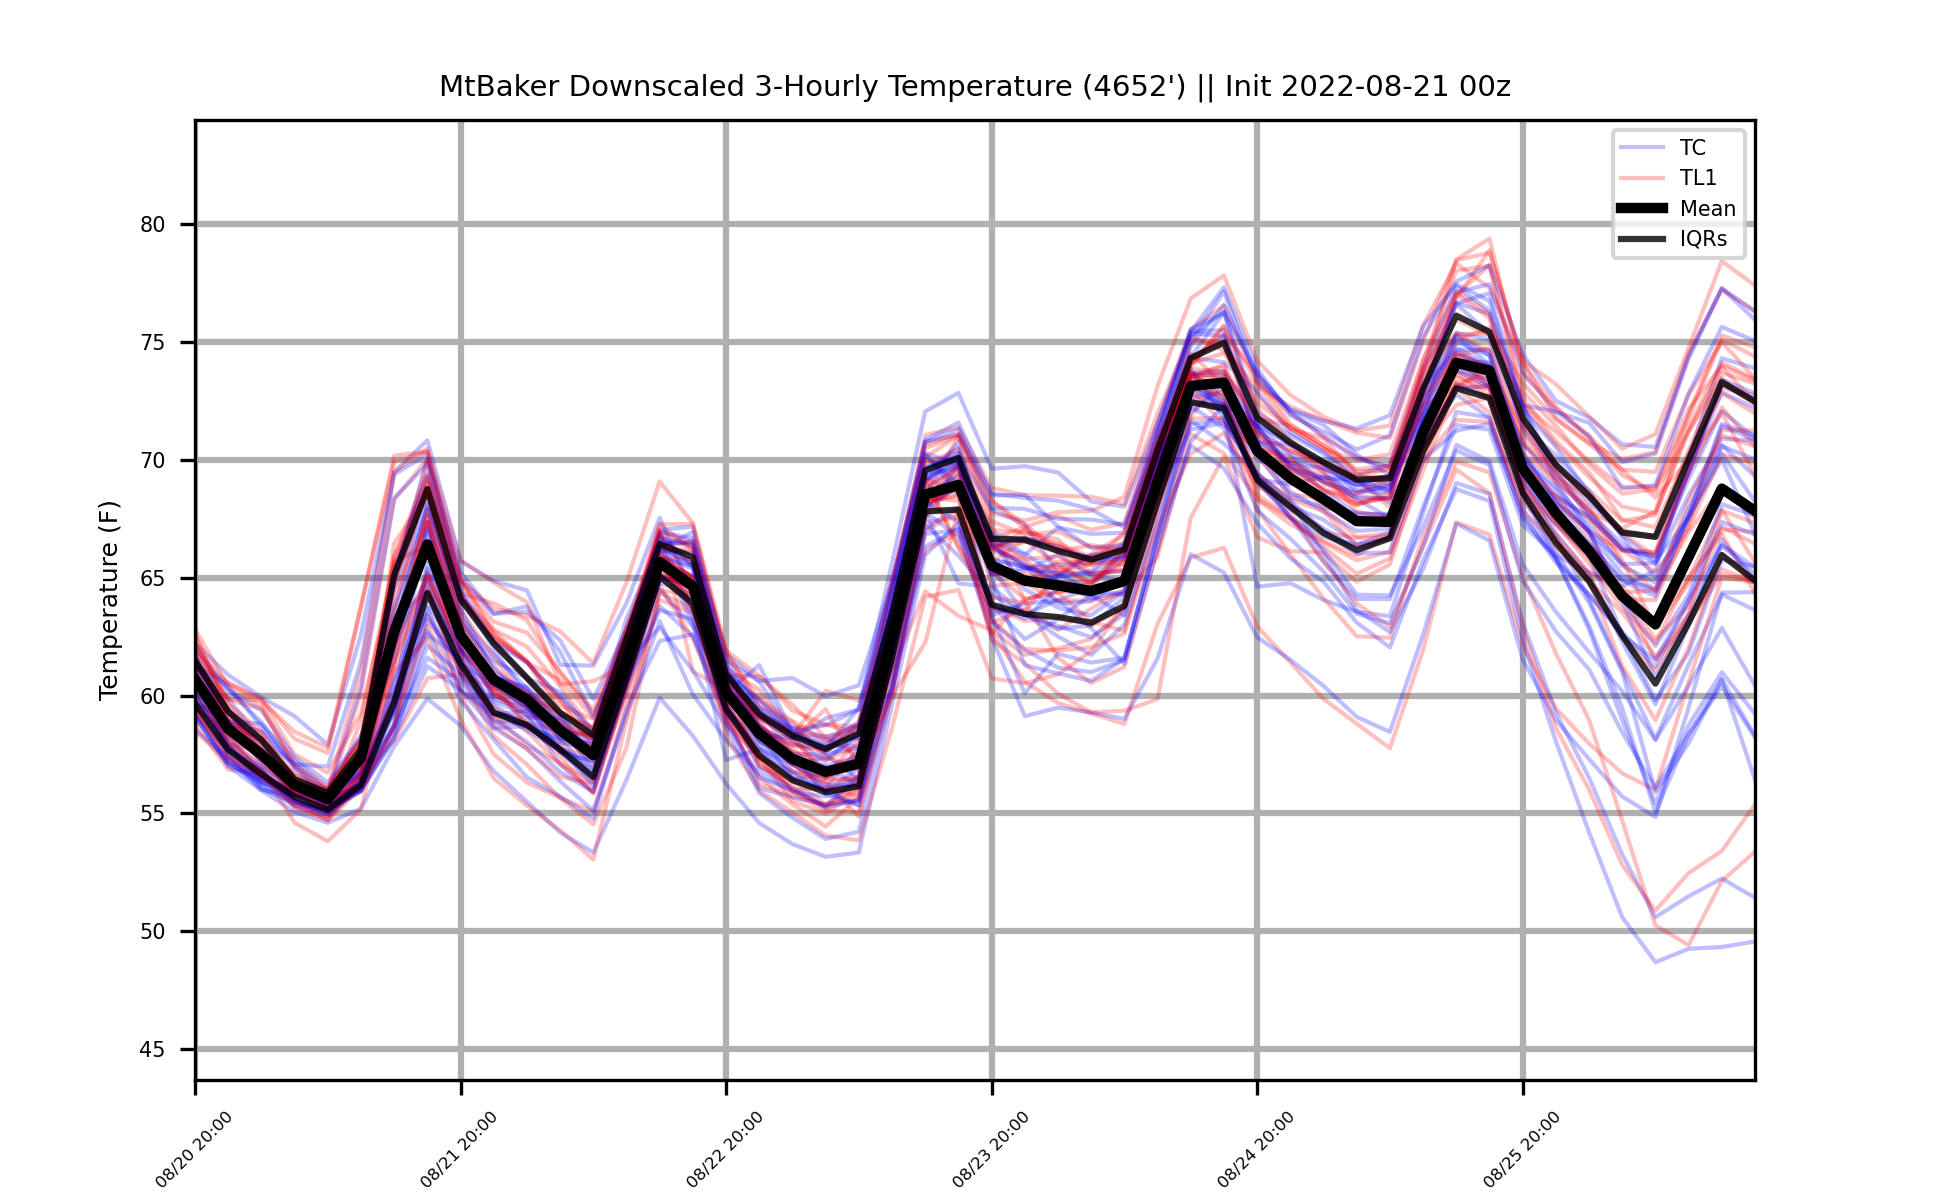 MtBaker Downscaled 3-Hourly Temperature (4652') || Init 2022-08-21 00z
TC
TL1
Mean
IQRs
Temperature (F)
80
75
70
65
60
55
50
45
08/20 20:00
08/21 20:00
08/22 20:00
08/23 20:00
08/24 20:00
08/25 20:00